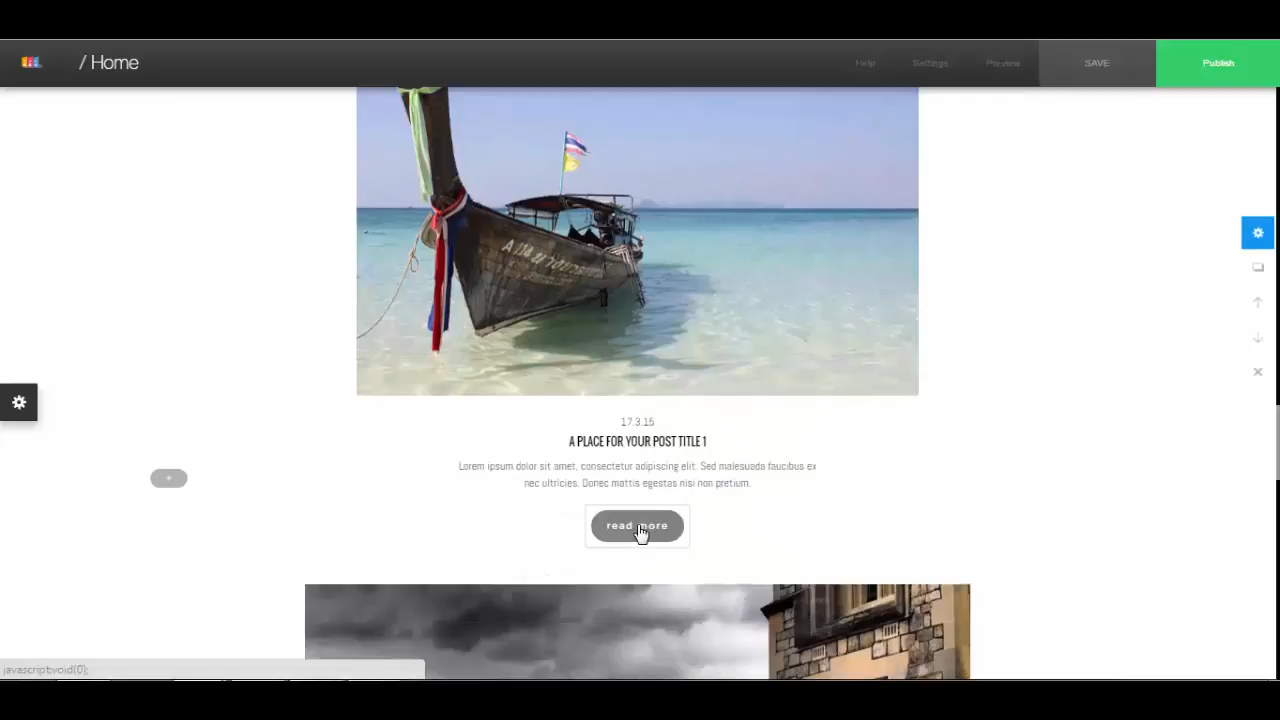 / Home
Help Settings Preview SAVE Publish
17.3.15
A PLACE FOR YOUR POST TITLE 1
Lorem ipsum dolor sit amet, consectetur adipiscing elit. Sed malesuada faucibus ex
nec ultricies. Donec mattis egestas nisi non pretium.
+
read more
javascript:void(0);